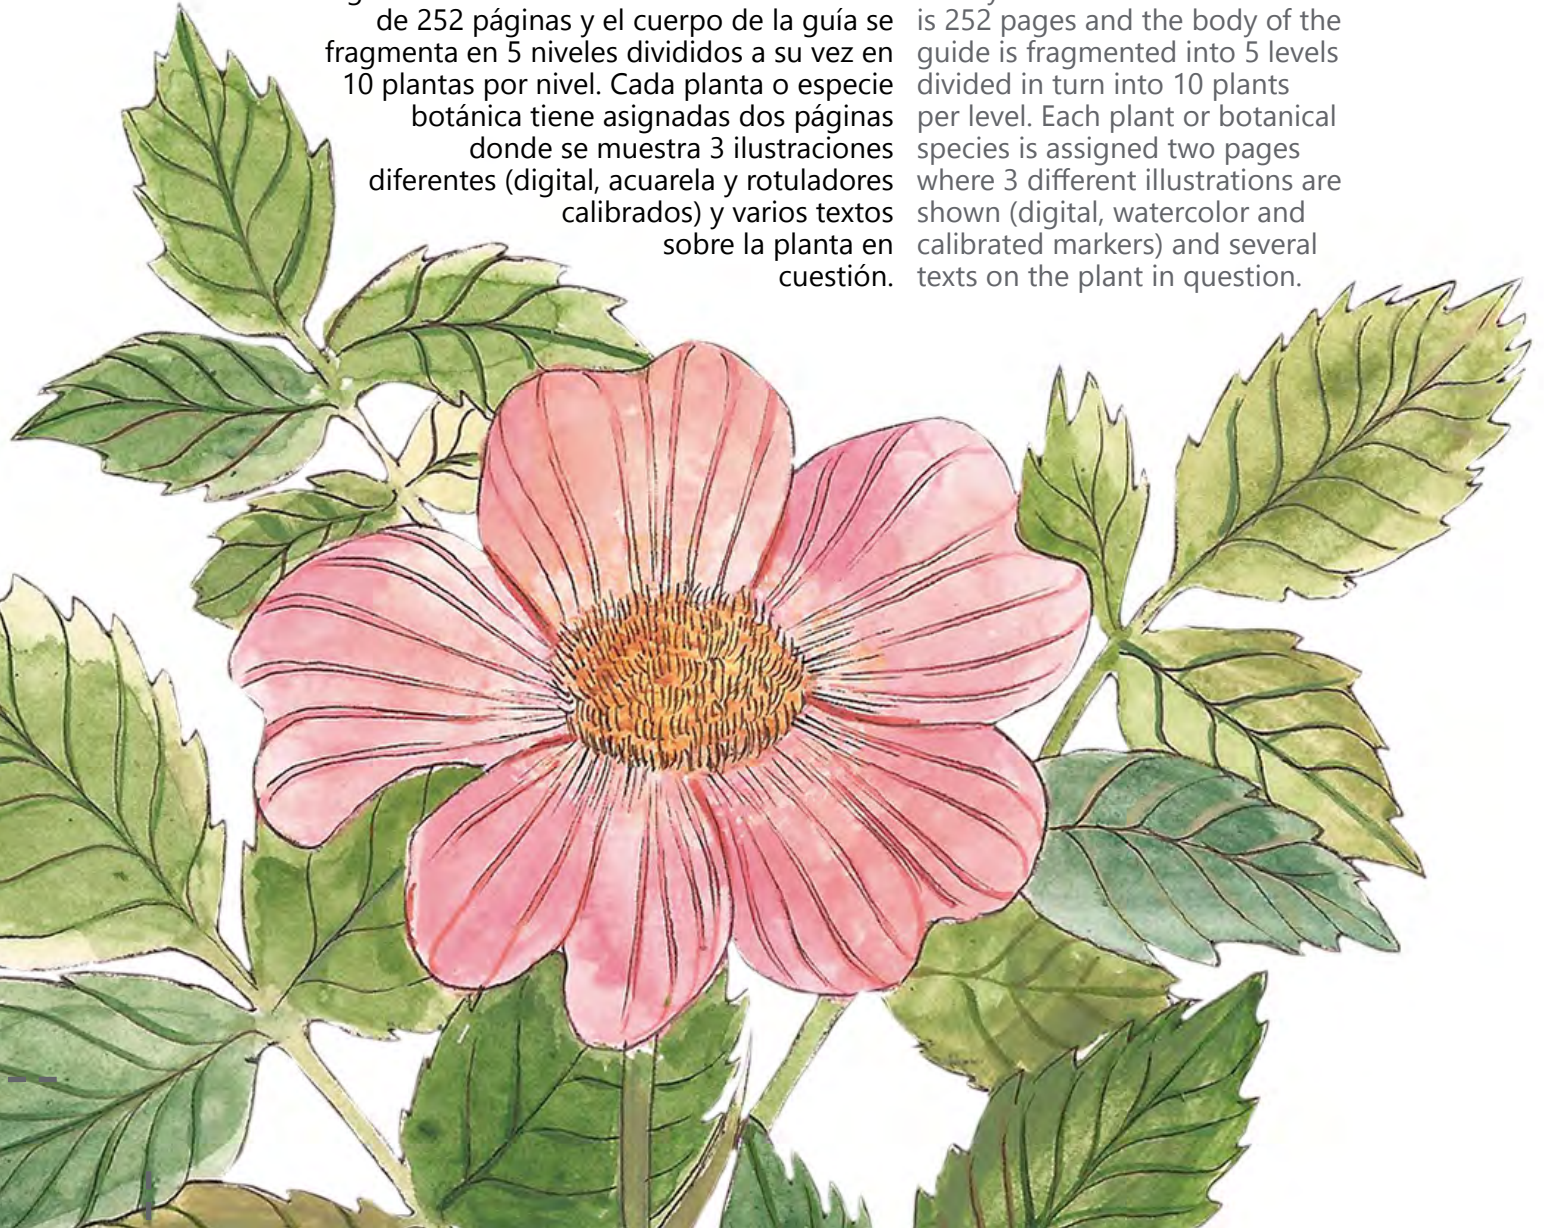 de 252 páginas y el cuerpo de la guía se
fragmenta en 5 niveles divididos a su vez en
10 plantas por nivel. Cada planta o especie
botánica tiene asignadas dos páginas
donde se muestra 3 ilustraciones
diferentes (digital, acuarela y rotuladores
calibrados) y varios textos
sobre la planta en
cuestión.
is 252 pages and the body of the
guide is fragmented into 5 levels
divided in turn into 10 plants
per level. Each plant or botanical
species is assigned two pages
where 3 different illustrations are
shown (digital, watercolor and
calibrated markers) and several
texts on the plant in question.